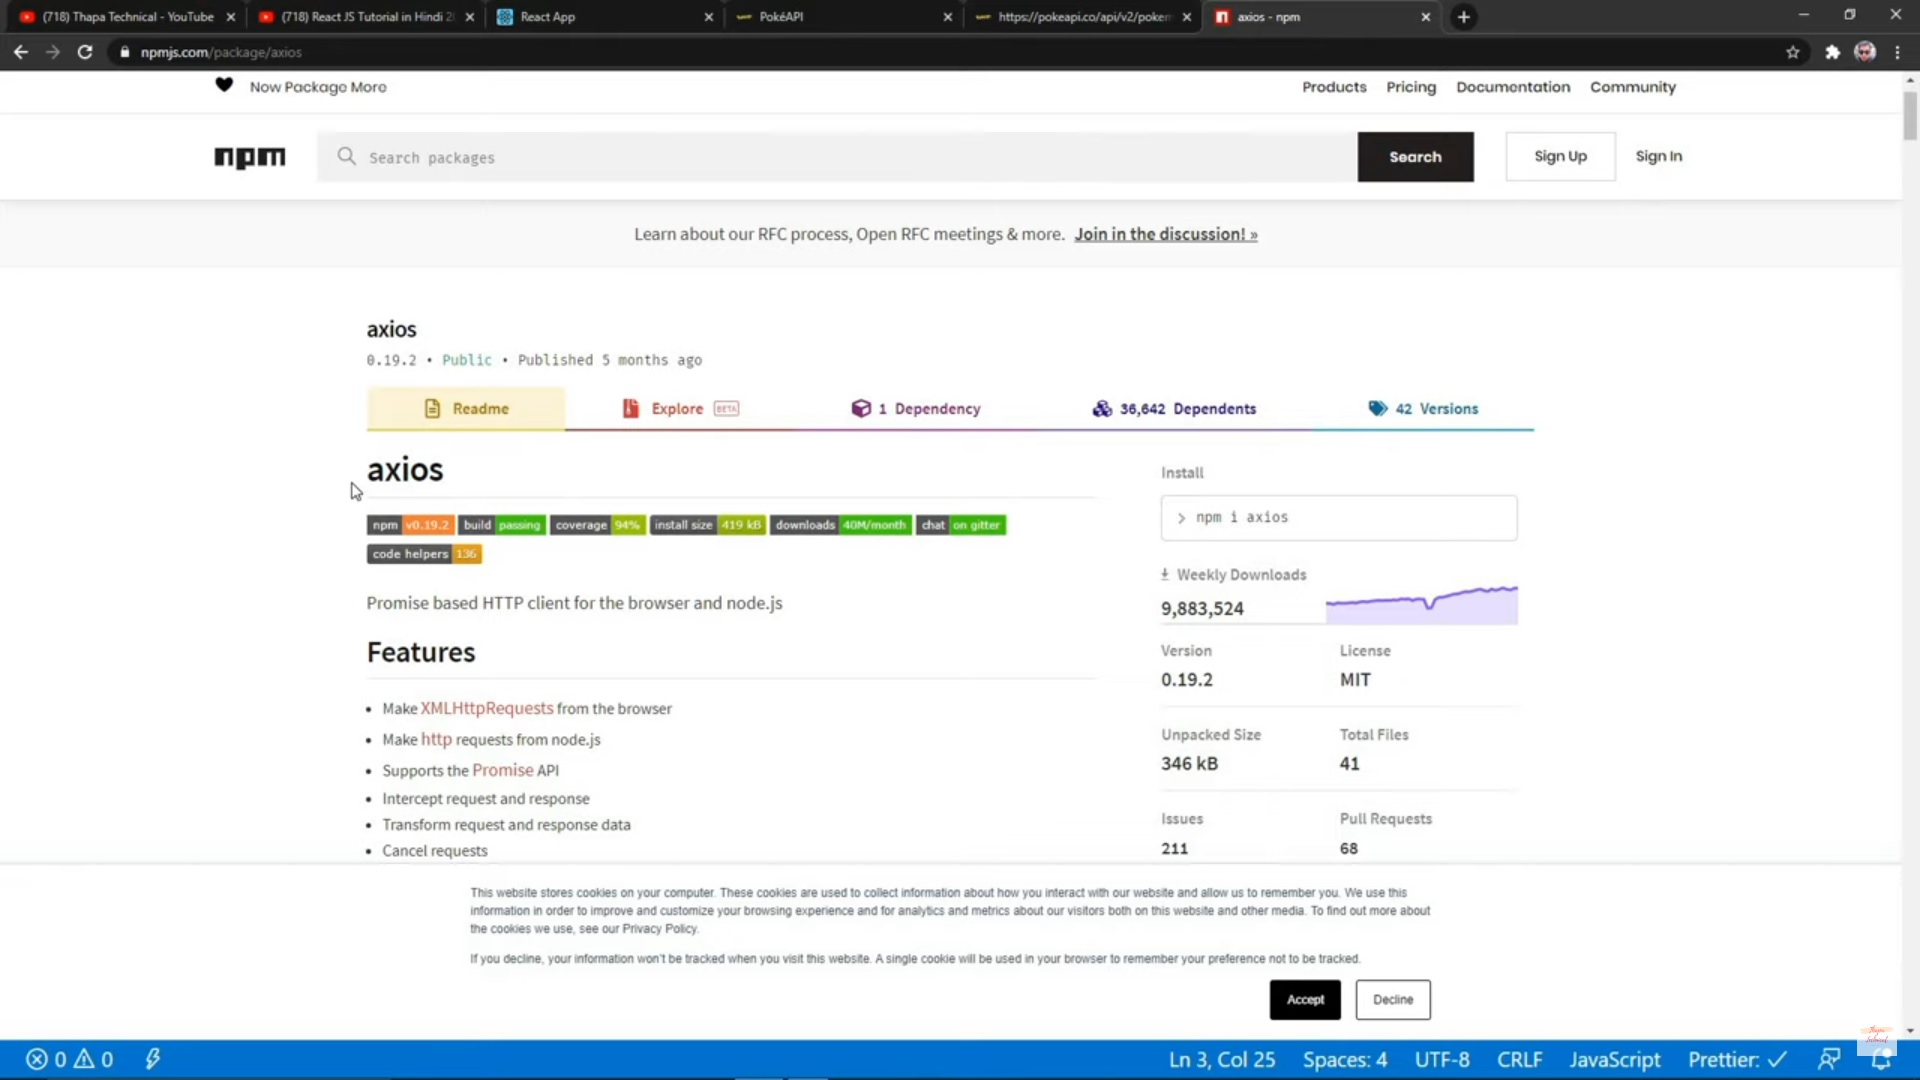 (718) Thapa Technical - YouTube
(718) React JS Tutorial in Hindi 2
React App
PokéAPI
https://pokeapi.co/api/v2/pokem
axios - npm
npmjs.com/package/axios
Now Package More
Products
Pricing
Documentation
Community
npm
Search packages
Search
Sign Up
Sign In
Learn about our RFC process, Open RFC meetings & more. Join in the discussion! »
axios
0.19.2 • Public • Published 5 months ago
Readme
Explore BETA
1 Dependency
36,642 Dependents
42 Versions
axios
npm v0.19.2 build passing coverage 94% install size 419 kB downloads 40M/month chat on gitter
code helpers 136
Promise based HTTP client for the browser and node.js
Features
• Make XMLHttpRequests from the browser
• Make http requests from node.js
• Supports the Promise API
• Intercept request and response
• Transform request and response data
• Cancel requests
Install
> npm i axios
Weekly Downloads
9,883,524
Version
License
0.19.2
MIT
Unpacked Size
Total Files
346 kB
41
Issues
Pull Requests
211
68
This website stores cookies on your computer. These cookies are used to collect information about how you interact with our website and allow us to remember you. We use this
information in order to improve and customize your browsing experience and for analytics and metrics about our visitors both on this website and other media. To find out more about
the cookies we use, see our Privacy Policy.
If you decline, your information won't be tracked when you visit this website. A single cookie will be used in your browser to remember your preference not to be tracked.
Accept
Decline
0 0
Ln 3, Col 25
Spaces: 4
UTF-8
CRLF
JavaScript
Prettier: ✓